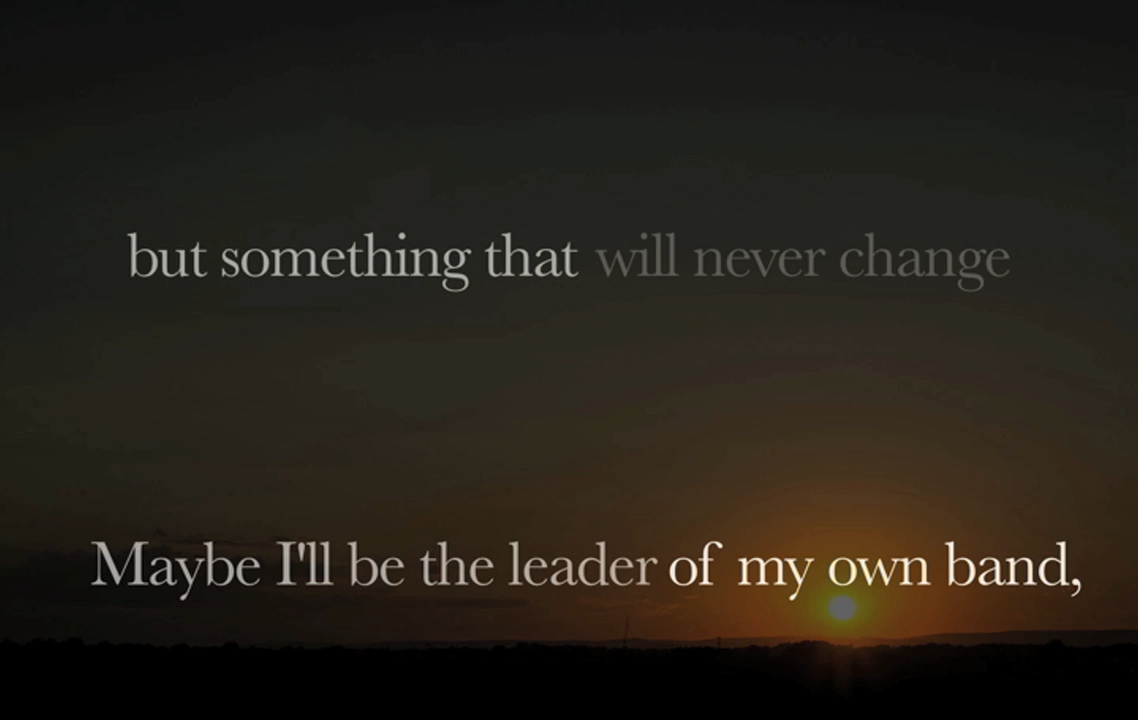 but something that will never change
Maybe I'll be the leader of my own band,